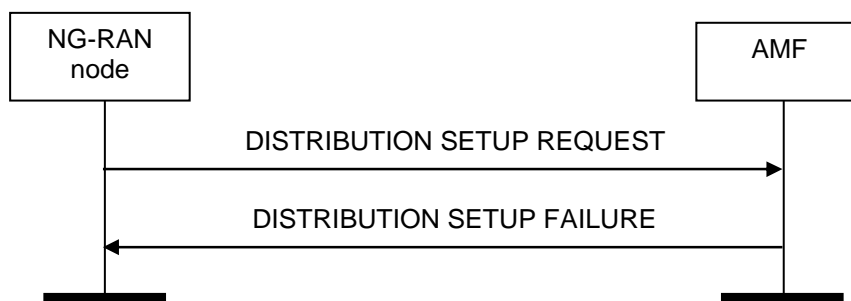 NG-RAN
node
AMF
DISTRIBUTION SETUP REQUEST
DISTRIBUTION SETUP FAILURE